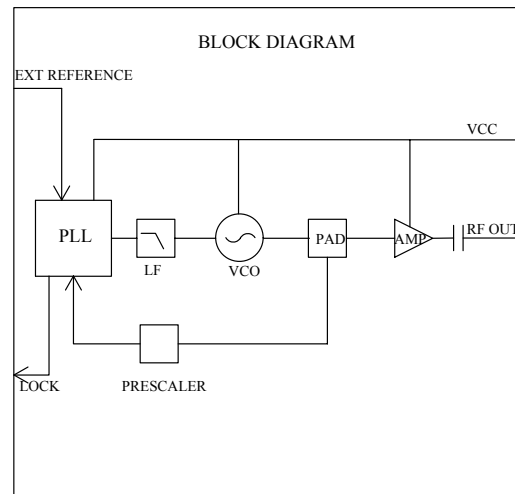 BLOCK DIAGRAM
EXT REFERENCE
VCC
PLL
LF
VCO
PAD
AMP
RF OUT
PRESCALER
LOCK